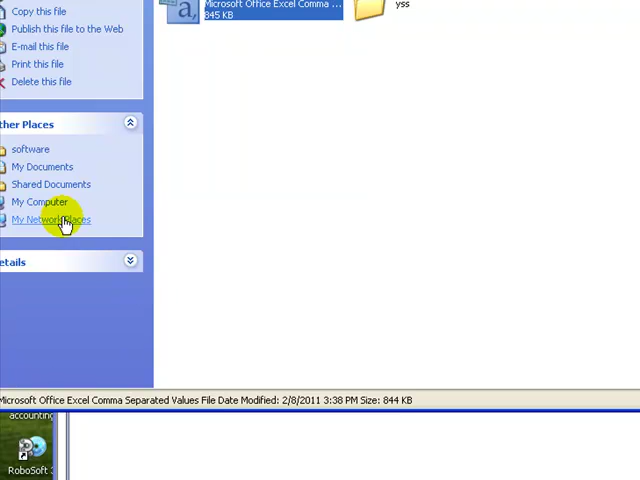 Copy this file
Publish this file to the Web
E-mail this file
Print this file
Delete this file
ther Places
software
My Documents
Shared Documents
My Computer
My Network Places
etails
Microsoft Office Excel Comma ...
845 KB
yss
Microsoft Office Excel Comma Separated Values File Date Modified: 2/8/2011 3:38 PM Size: 844 KB
accounting
RoboSoft 3